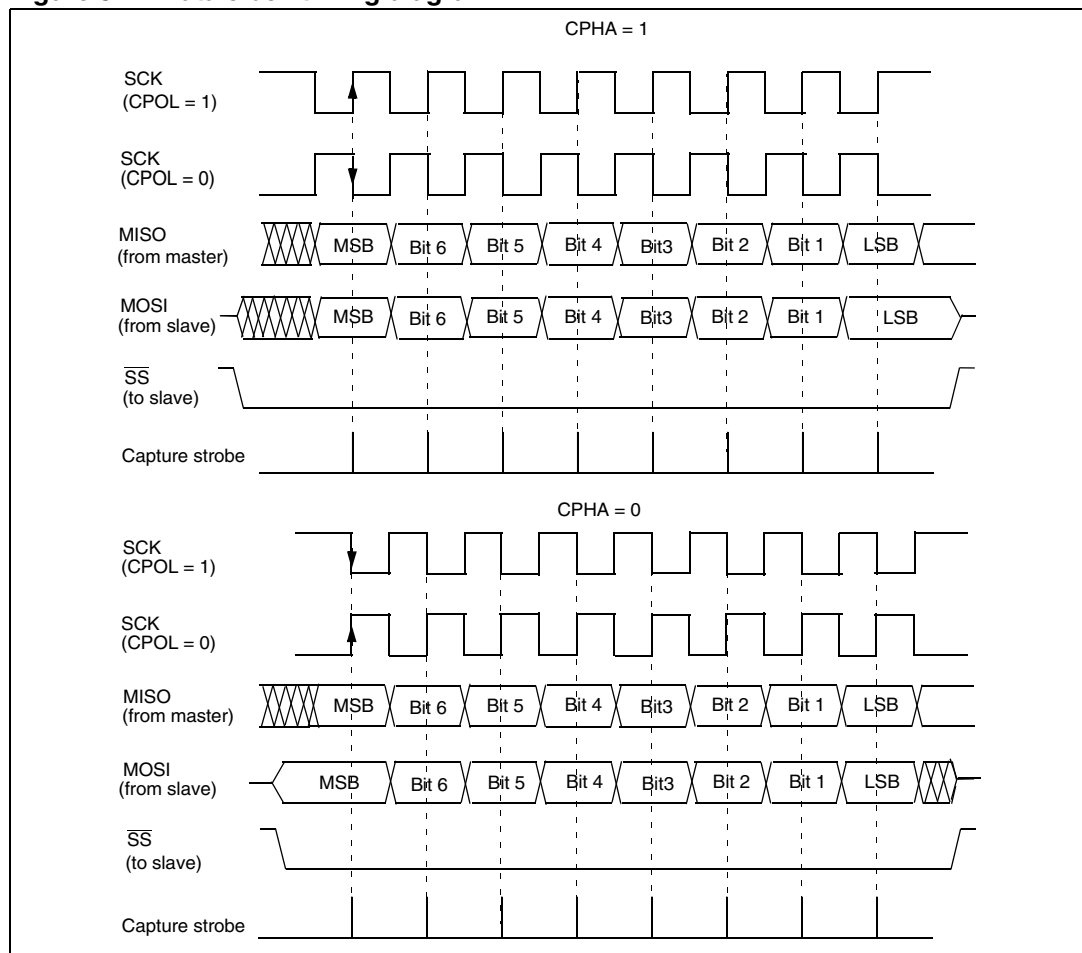 CPHA = 1
SCK
(CPOL = 1)
SCK
(CPOL = 0)
MISO
(from master)
MSB Bit 6 Bit 5 Bit 4 Bit3 Bit 2 Bit 1 LSB
MOSI
(from slave)
MSB Bit 6 Bit 5 Bit 4 Bit3 Bit 2 Bit 1 LSB
SS
(to slave)
Capture strobe
CPHA = 0
SCK
(CPOL = 1)
SCK
(CPOL = 0)
MISO
(from master)
MSB Bit 6 Bit 5 Bit 4 Bit3 Bit 2 Bit 1 LSB
MOSI
(from slave)
MSB Bit 6 Bit 5 Bit 4 Bit3 Bit 2 Bit 1 LSB
SS
(to slave)
Capture strobe